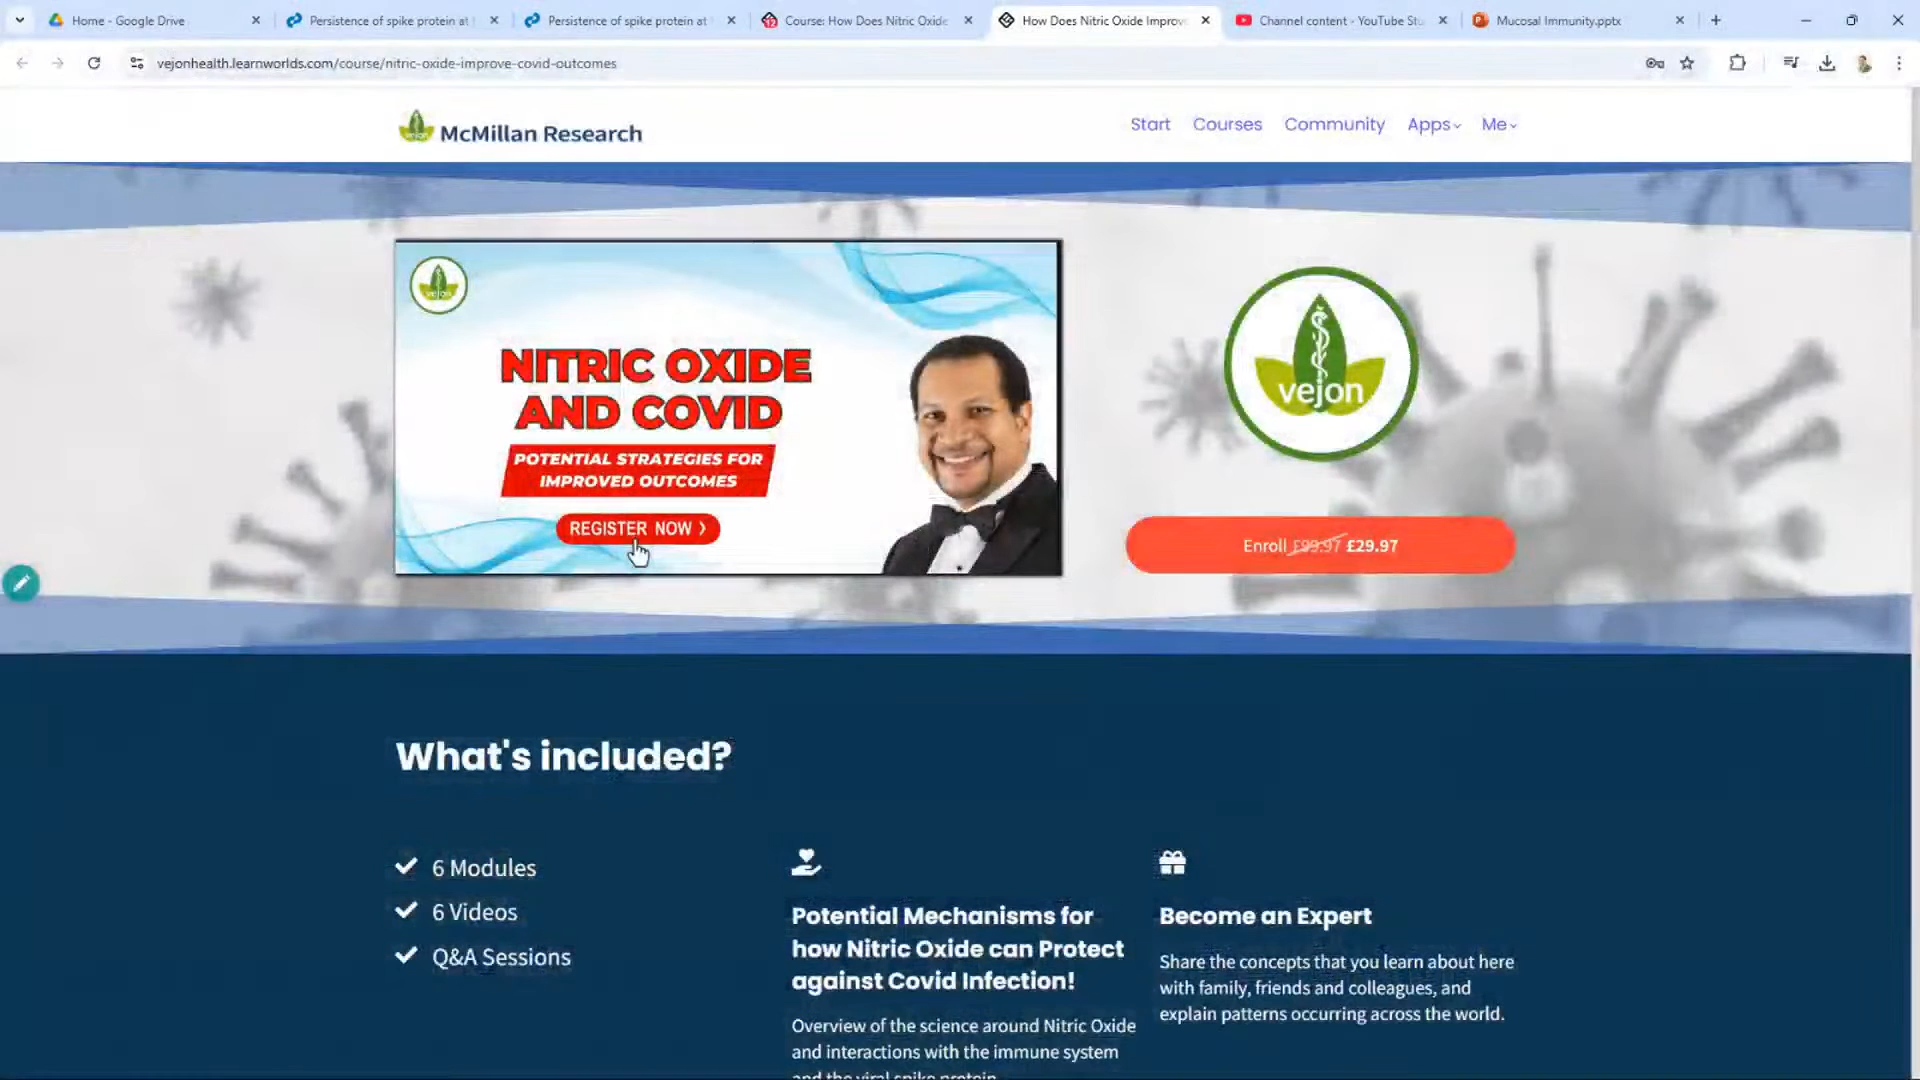 Home - Google Drive
Persistence of spike protein at
Persistence of spike protein at
Course: How Does Nitric Oxide
How Does Nitric Oxide Improv
Channel content - YouTube Stu
Mucosal Immunity.pptx
vejonhealth.learnworlds.com/course/nitric-oxide-improve-covid-outcomes
McMillan Research
Start
Courses
Community
Apps
Me
vejon
NITRIC OXIDE
AND COVID
POTENTIAL STRATEGIES FOR
IMPROVED OUTCOMES
REGISTER NOW
vejon
Enroll £99.97 £29.97
What's included?
6 Modules
6 Videos
Q&A Sessions
Potential Mechanisms for
how Nitric Oxide can Protect
against Covid Infection!
Overview of the science around Nitric Oxide
and interactions with the immune system
and the viral spike protein
Become an Expert
Share the concepts that you learn about here
with family, friends and colleagues, and
explain patterns occurring across the world.